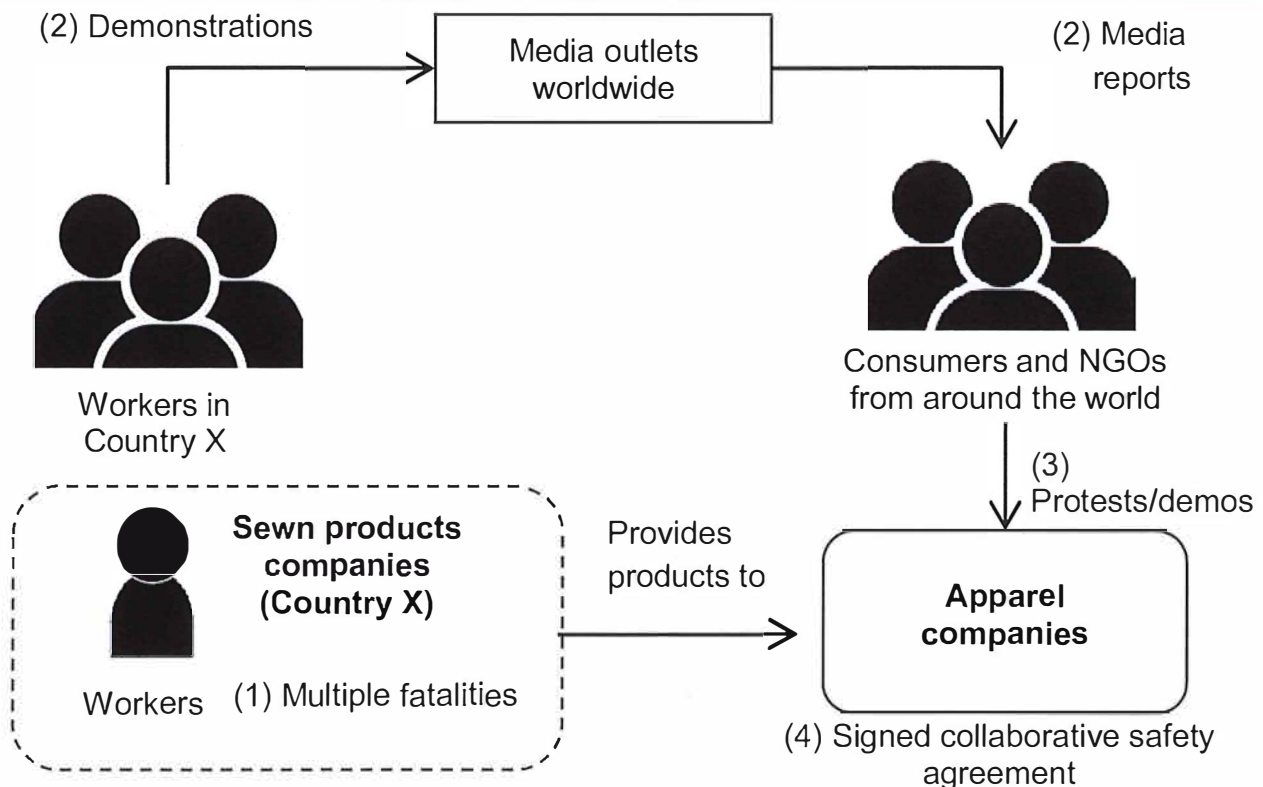 (2) Demonstrations
Media outlets
worldwide
(2) Media
reports
Workers in
Country X
Consumers and NGOs
from around the world
(3)
Protests/demos
Sewn products
companies
(Country X)
Workers
(1) Multiple fatalities
Provides
products to
Apparel
companies
(4) Signed collaborative safety
agreement